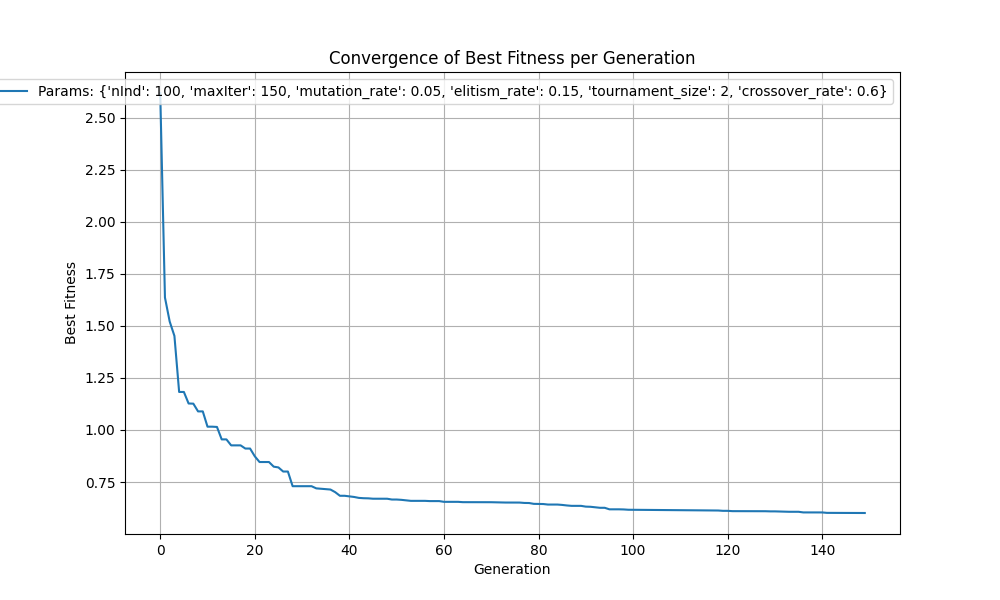 Convergence of Best Fitness per Generation
Params: {'nInd': 100, 'maxIter': 150, 'mutation_rate': 0.05, 'elitism_rate': 0.15, 'tournament_size': 2, 'crossover_rate': 0.6}
2.50
2.25
2.00
1.75
1.50
1.25
1.00
0.75
Best Fitness
0 20 40 60 80 100 120 140
Generation